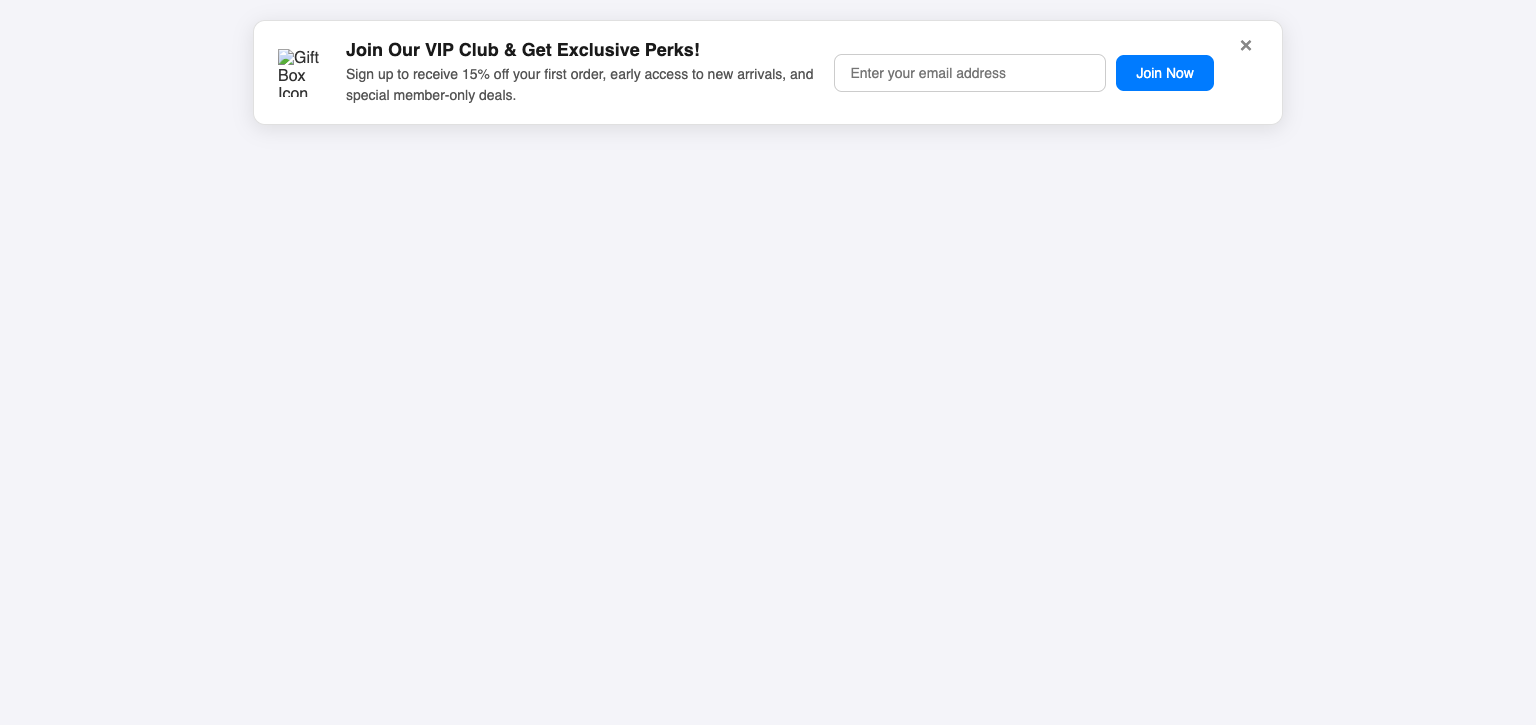 Gift
Box
Icon
Join Our VIP Club & Get Exclusive Perks!
Sign up to receive 15% off your first order, early access to new arrivals, and
special member-only deals.
Enter your email address
Join Now
×